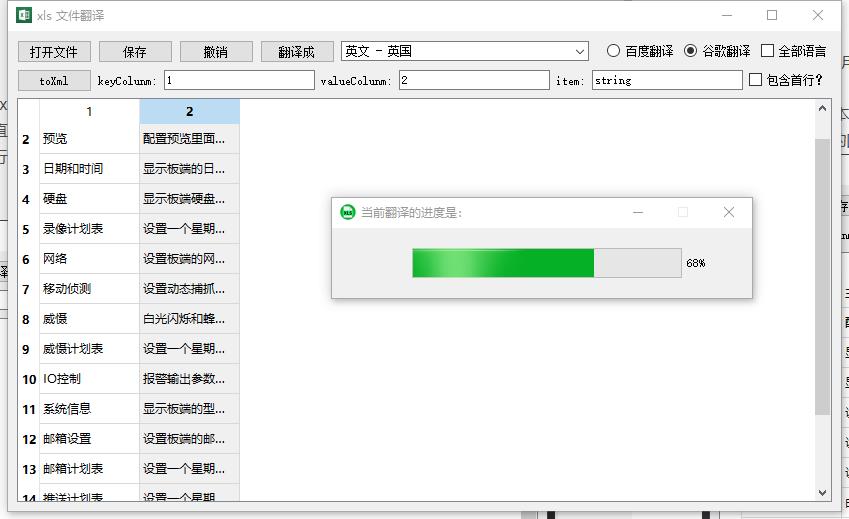 xls 文件翻译
打开文件 保存 撤销 翻译成 英文 - 英国 百度翻译 谷歌翻译 全部语言
toXml keyColunm: 1 valueColunm: 2 item: string 包含首行?
1 2
2 预览 配置预览里面...
3 日期和时间 显示板端的日...
4 硬盘 显示板端硬盘...
5 录像计划表 设置一个星期...
6 网络 设置板端的网...
7 移动侦测 设置动态捕抓...
8 威慑 白光闪烁和蜂...
9 威慑计划表 设置一个星期...
10 IO控制 报警输出参数...
11 系统信息 显示板端的型...
12 邮箱设置 设置板端的邮...
13 邮箱计划表 设置一个星期...
14 推送计划表 设置一个星期...
XLS 当前翻译的进度是:
68%